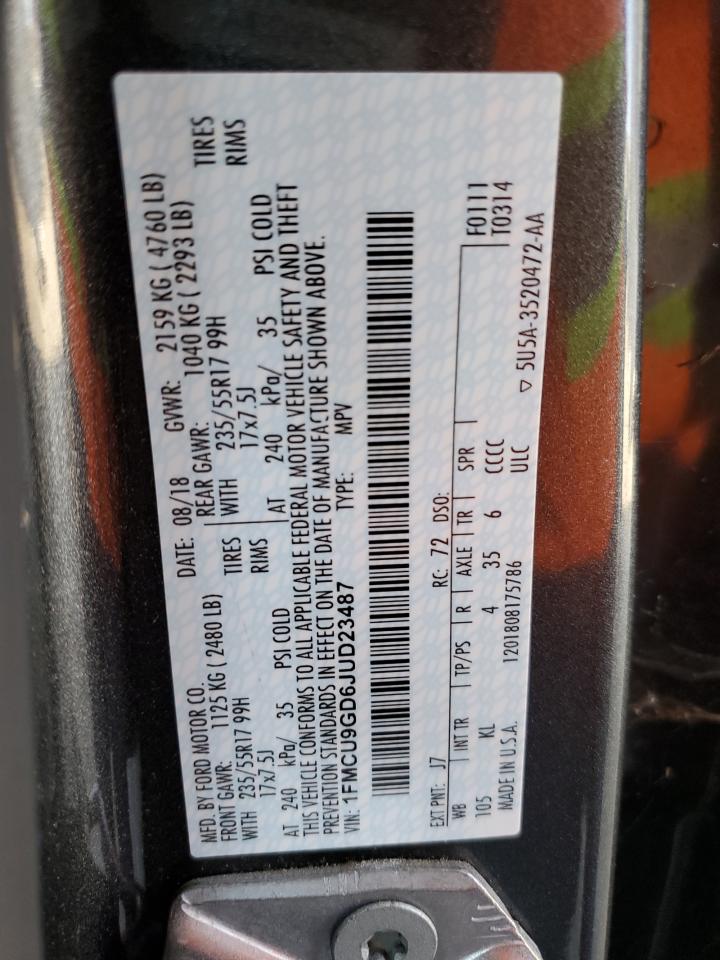 MFD. BY FORD MOTOR CO.
DATE: 08/18 GVWR: 2159 KG ( 4760 LB)
FRONT GAWR: 1125 KG ( 2480 LB) REAR GAWR: 1040 KG ( 2293 LB)
WITH 235/55R17 99H TIRES WITH 235/55R17 99H TIRES
17x7.5J RIMS 17x7.5J RIMS
AT 240 kPa/ 35 PSI COLD AT 240 kPa/ 35 PSI COLD
THIS VEHICLE CONFORMS TO ALL APPLICABLE FEDERAL MOTOR VEHICLE SAFETY AND THEFT
PREVENTION STANDARDS IN EFFECT ON THE DATE OF MANUFACTURE SHOWN ABOVE.
VIN: 1FMCU9GD6JUD23487 TYPE: MPV
EXT PNT: J7 RC: 72 DSO: F0111
WB INT TR TP/PS R AXLE TR SPR T0314
105 KL 4 35 6 CCCC
MADE IN U.S.A. 1201808175786 ULC ▽ 5U5A-3520472-AA